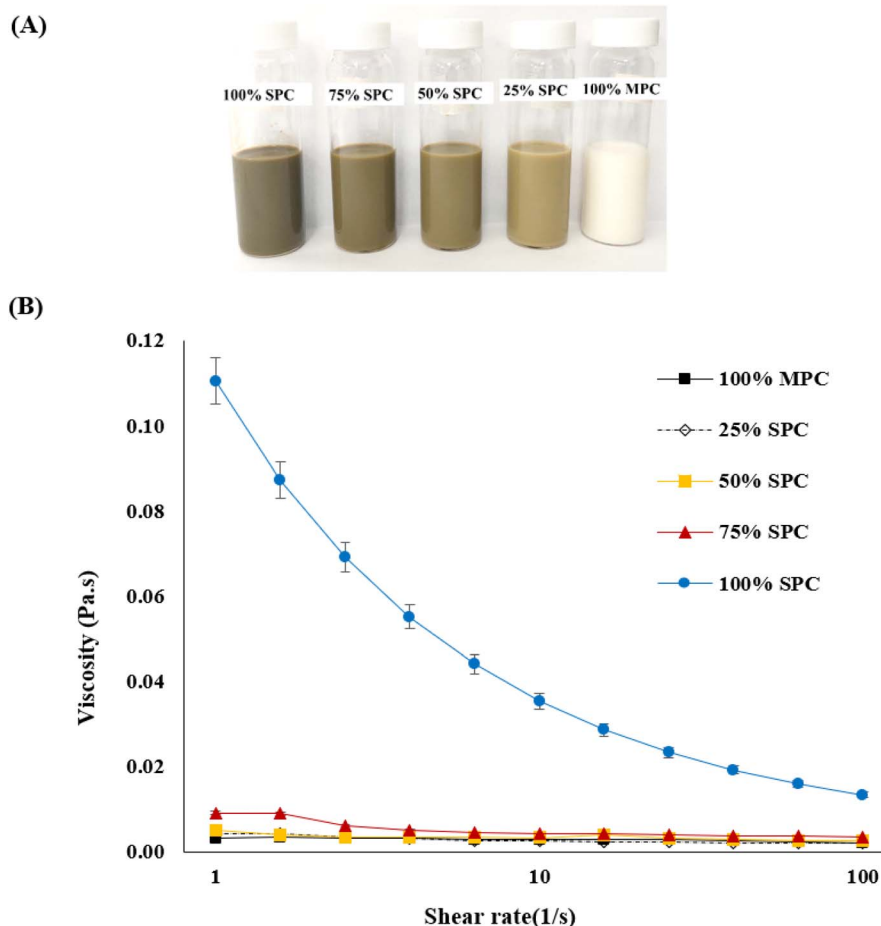 (A)
100% SPC 75% SPC 50% SPC 25% SPC 100% MPC
(B)
0.12
0.10
0.08
0.06
0.04
0.02
0.00
Viscosity (Pa.s)
100% MPC
25% SPC
50% SPC
75% SPC
100% SPC
1 10 100
Shear rate(1/s)